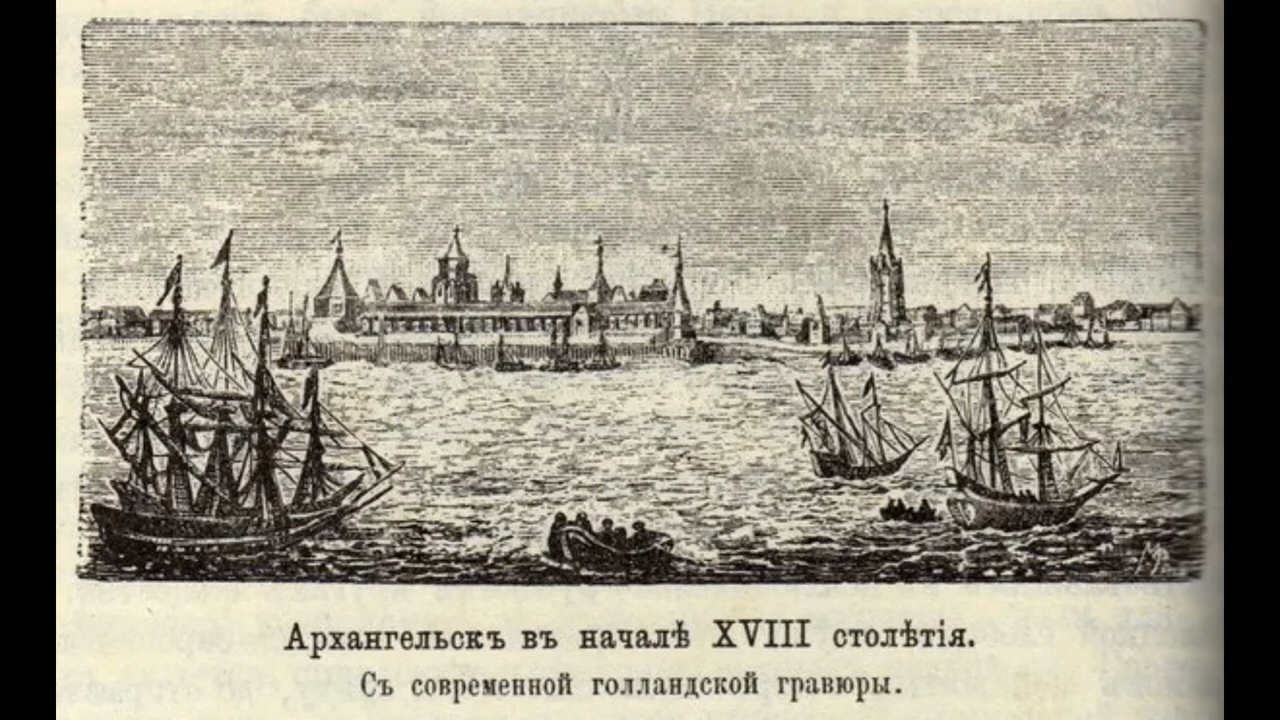 Архангельскъ въ началѣ XVIII столѣтія.
Съ современной голландской гравюры.